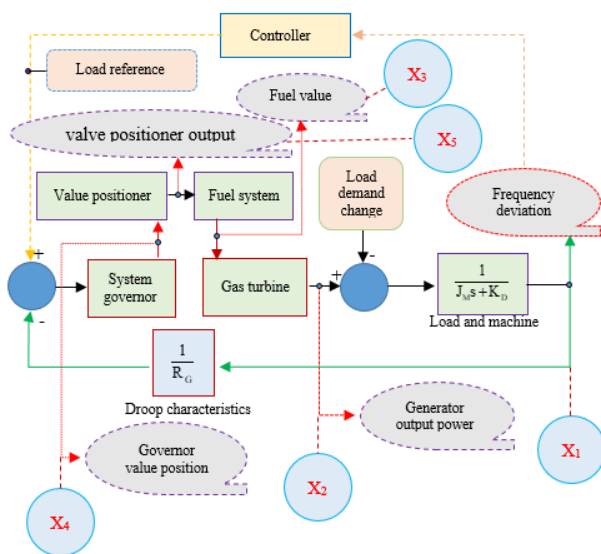 Controller
Load reference
X3
Fuel value
X5
valve positioner output
Value positioner
Fuel system
Load
demand
change
Frequency
deviation
+
-
System
governor
Gas turbine
+
-
1
JMs+KD
Load and machine
1
RG
Droop characteristics
Governor
value position
Generator
output power
X4
X2
X1